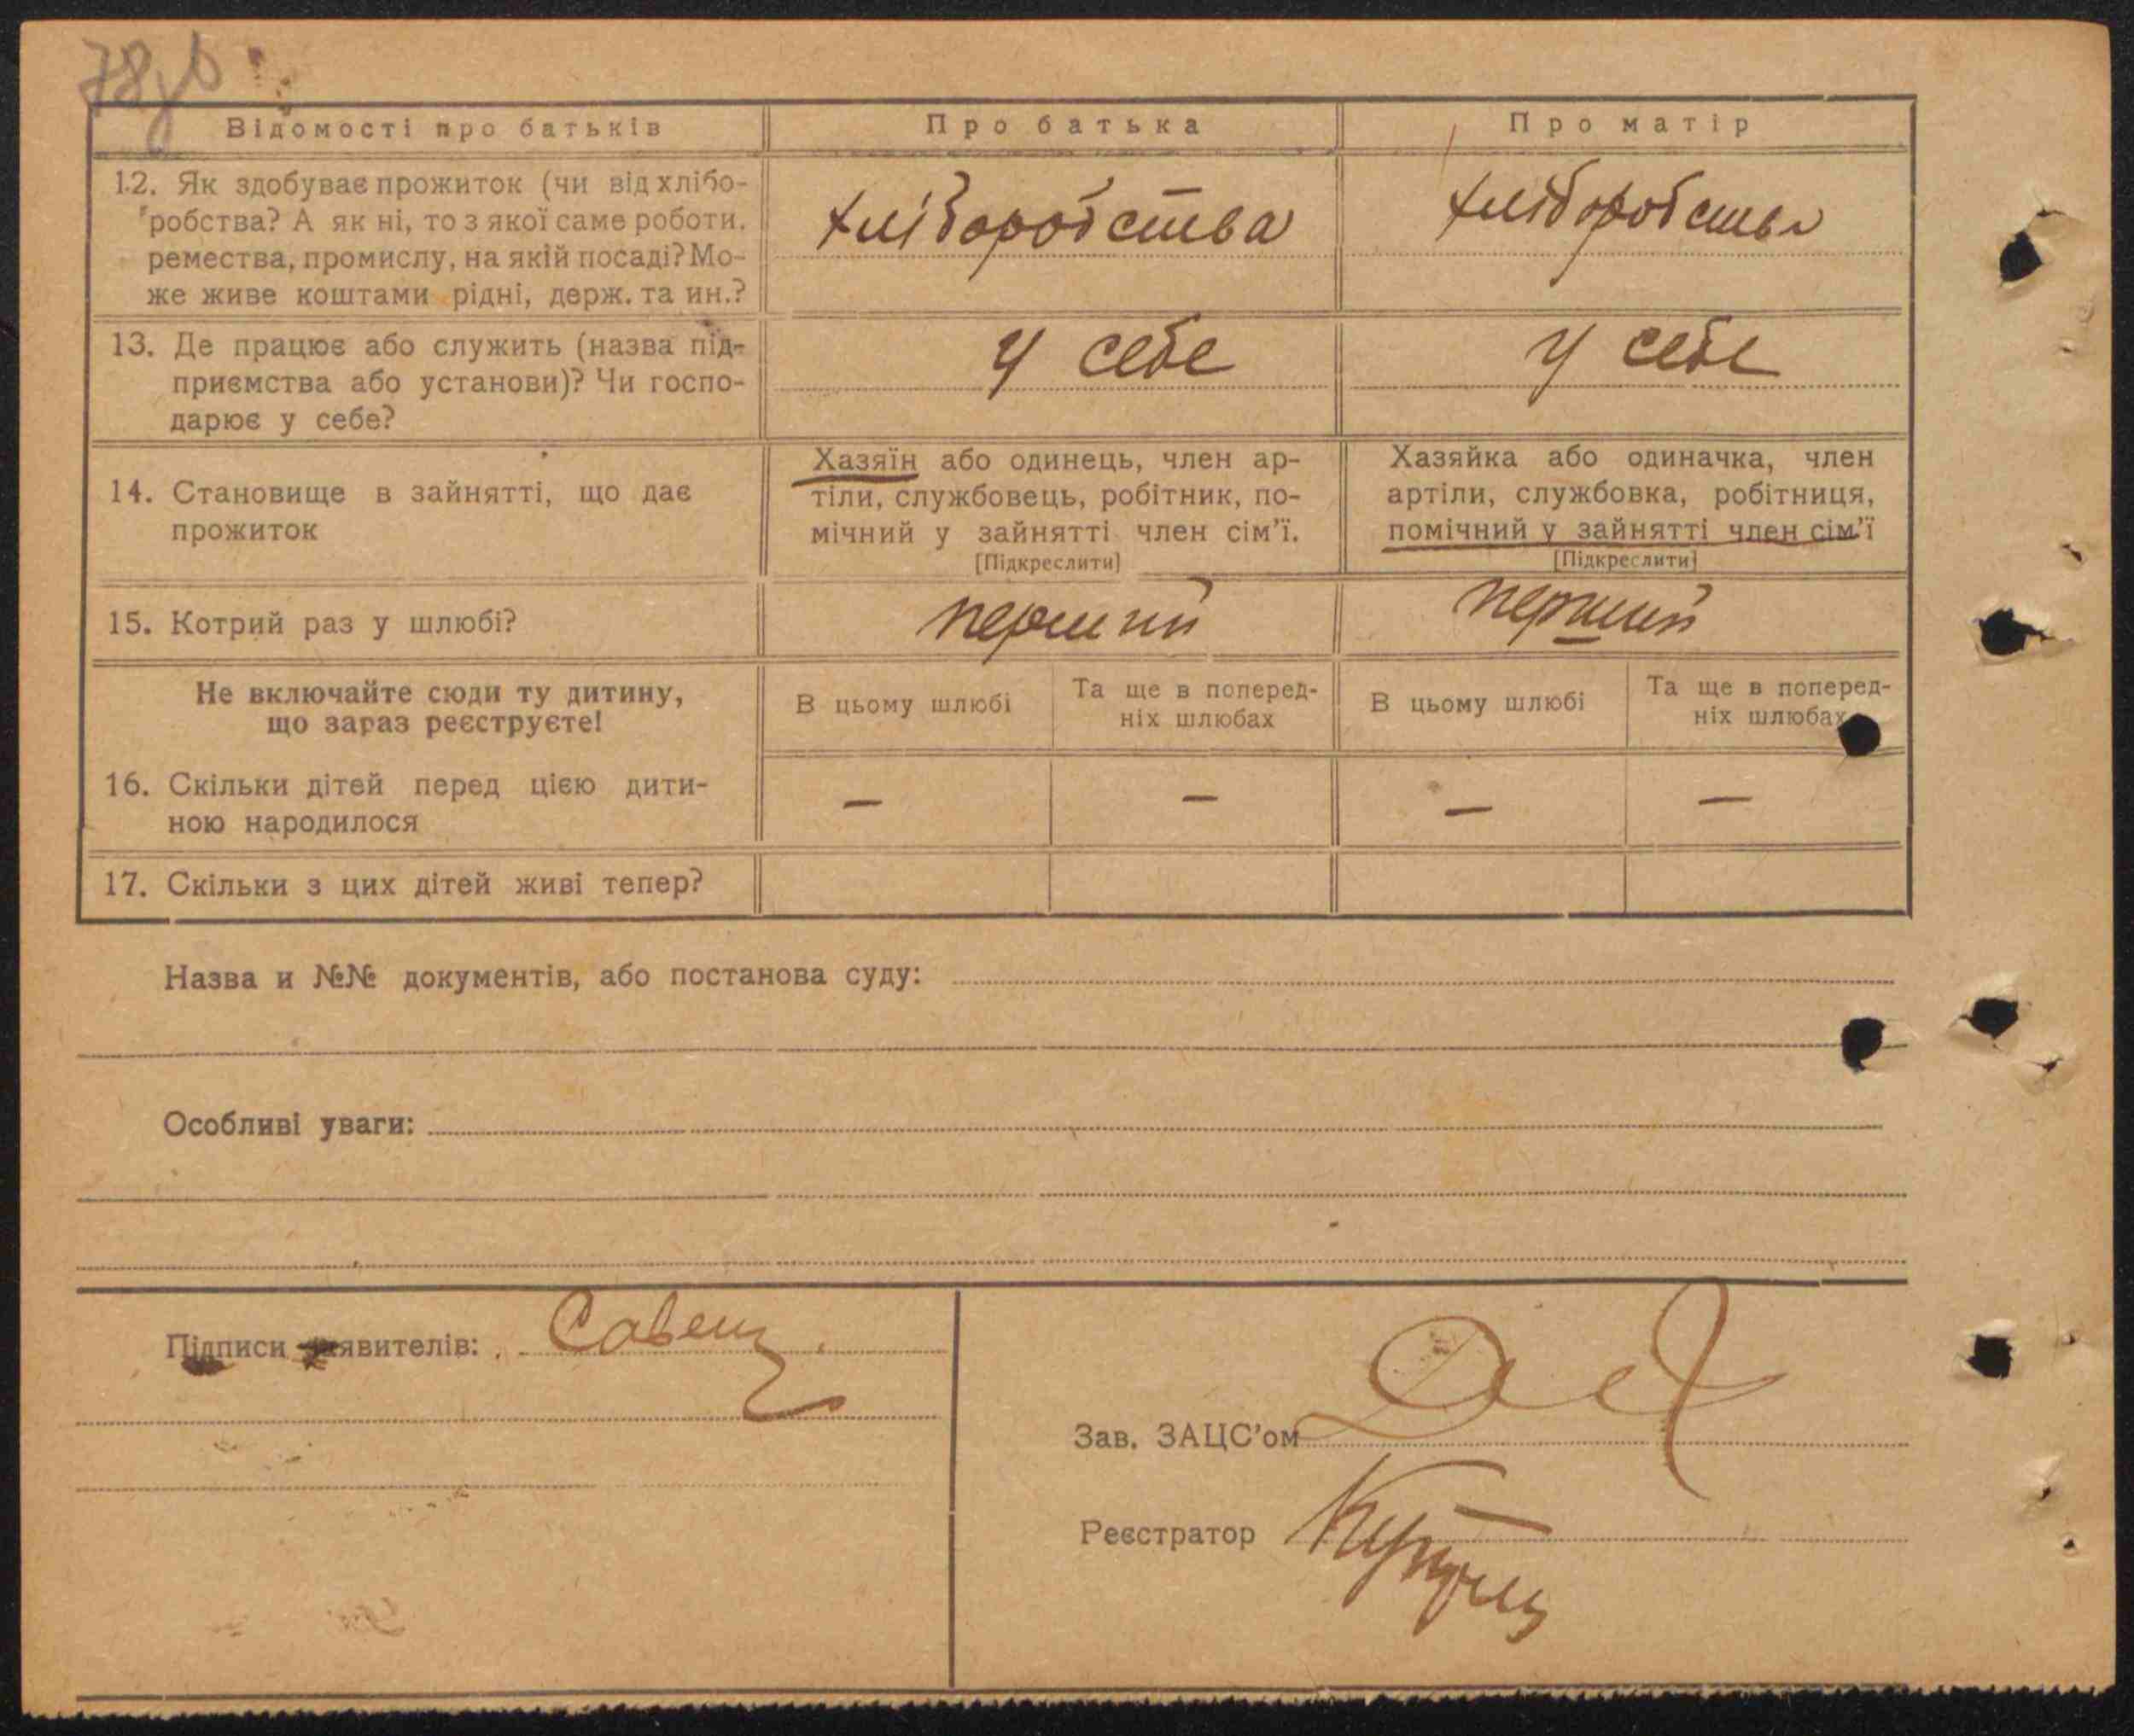 78
Відомості про батьків
Про батька
Про матір
12. Як здобуває прожиток (чи від хлібо-
робства? А як ні, то з якої саме роботи,
ремества, промислу, на якій посаді? Мо-
же живе коштами рідні, держ. та ин.?
хліборобства
хліборобства
13. Де працює або служить (назва під-
приємства або установи)? Чи госпо-
дарює у себе?
У себе
У себе
14. Становище в зайнятті, що дає
прожиток
Хазяїн або одинець, член ар-
тіли, службовець, робітник, по-
мічний у зайнятті член сім'ї.
[Підкреслити]
Хазяйка або одиначка, член
артіли, службовка, робітниця,
помічний у зайнятті член сім'ї
[Підкреслити]
15. Котрий раз у шлюбі?
перший
перший
Не включайте сюди ту дитину,
що зараз реєструєте!
В цьому шлюбі
Та ще в поперед-
ніх шлюбах
В цьому шлюбі
Та ще в поперед-
ніх шлюбах
16. Скільки дітей перед цією дити-
ною народилося
— — — —
17. Скільки з цих дітей живі тепер?
Назва и №№ документів, або постанова суду:
Особливі уваги:
Підписи заявителів: Савец
Зав. ЗАЦС'ом
Реєстратор